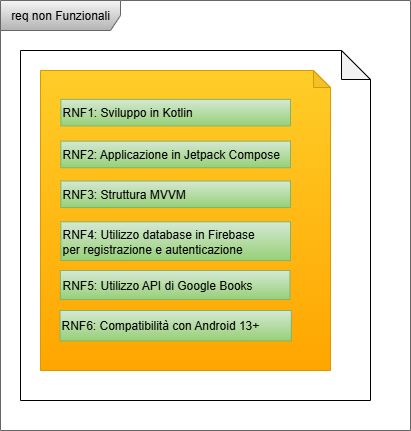 req non Funzionali
RNF1: Sviluppo in Kotlin
RNF2: Applicazione in Jetpack Compose
RNF3: Struttura MVVM
RNF4: Utilizzo database in Firebase
per registrazione e autenticazione
RNF5: Utilizzo API di Google Books
RNF6: Compatibilità con Android 13+